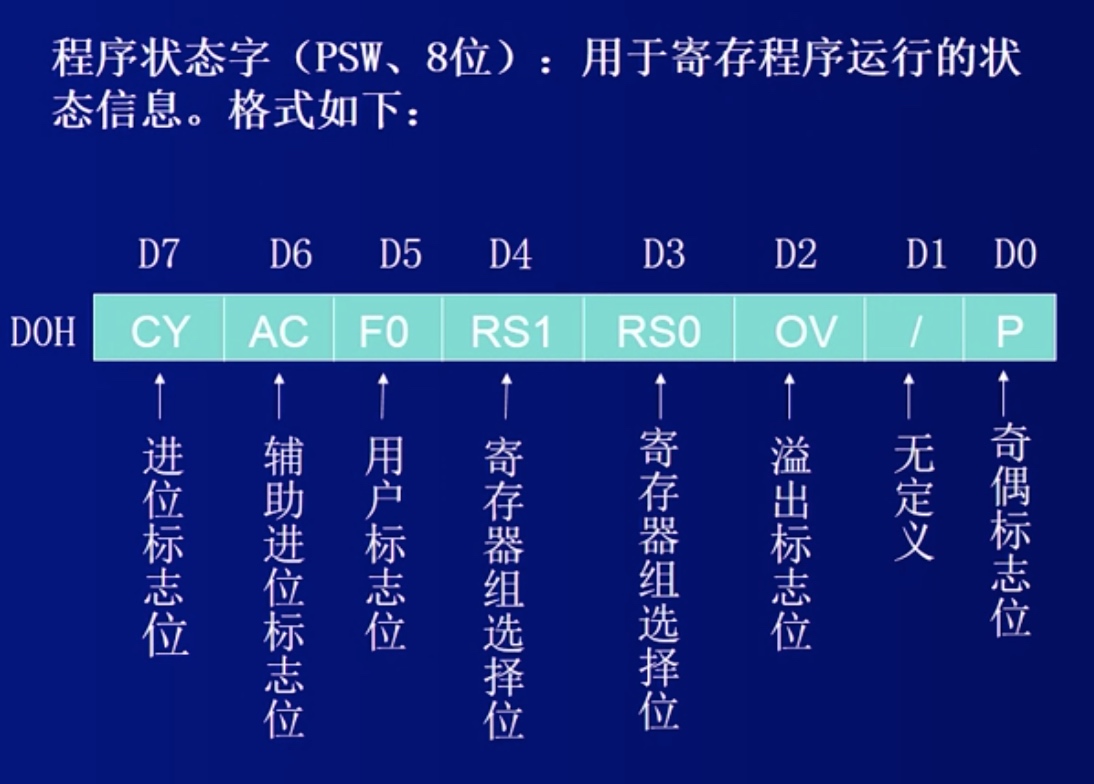 程序状态字（PSW、8位）：用于寄存程序运行的状
态信息。格式如下：
D7 D6 D5 D4 D3 D2 D1 D0
DOH CY AC F0 RS1 RS0 OV / P
进位标志位
辅助进位标志位
用户标志位
寄存器组选择位
寄存器组选择位
溢出标志位
无定义
奇偶标志位